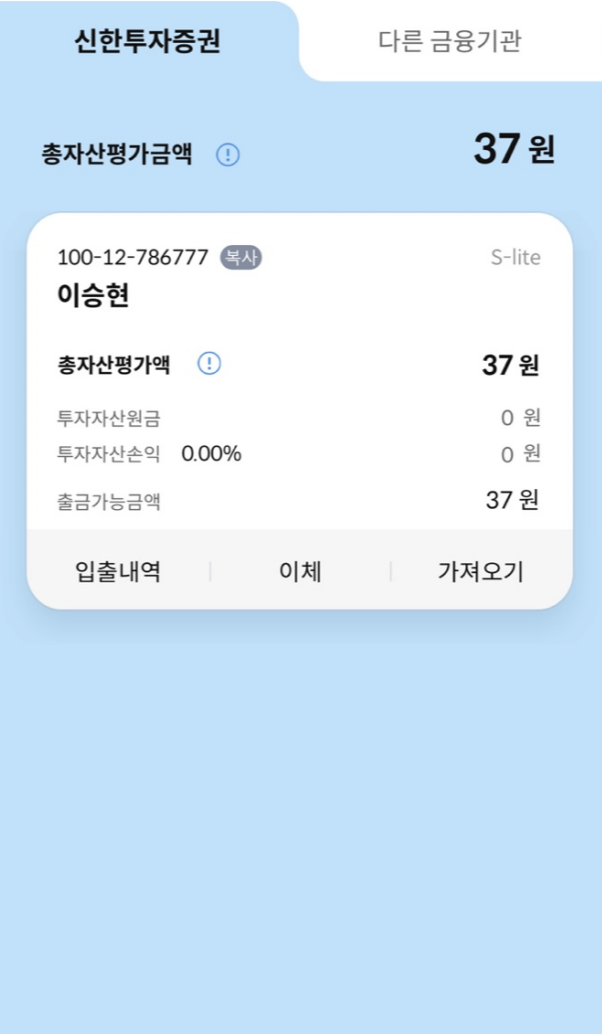 신한투자증권 다른 금융기관
총자산평가금액 37 원
100-12-786777 복사 S-lite
이승현
총자산평가액 37 원
투자자산원금 0 원
투자자산손익 0.00% 0 원
출금가능금액 37 원
입출내역 이체 가져오기